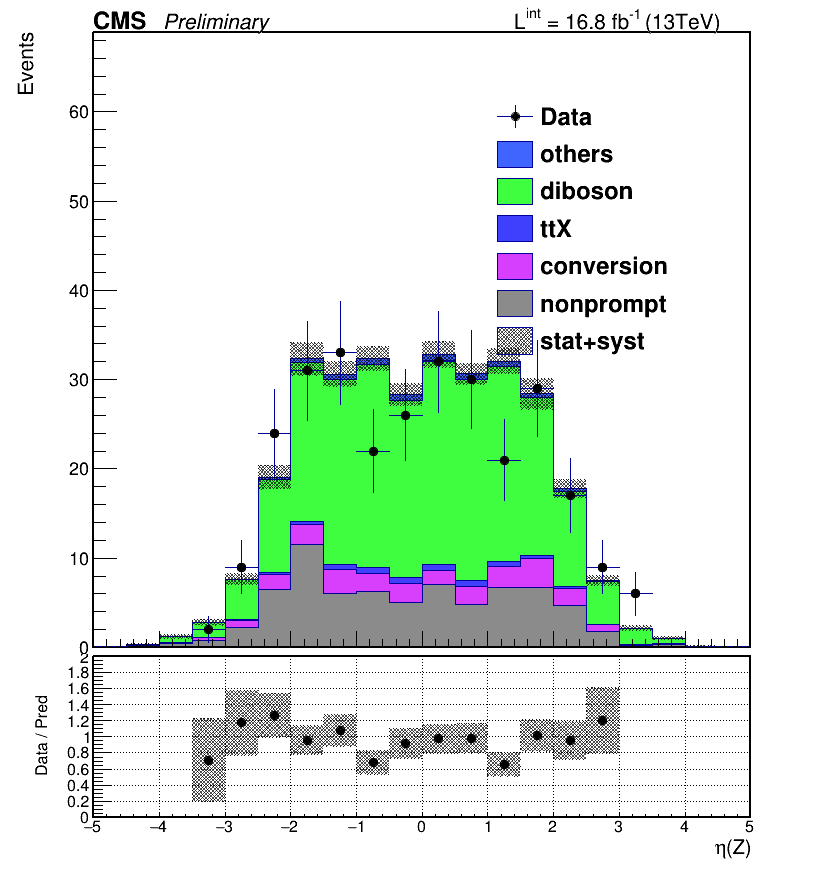 CMS Preliminary L^int = 16.8 fb^-1 (13TeV)
Events
60
50
40
30
20
10
0
Data
others
diboson
ttX
conversion
nonprompt
stat+syst
Data / Pred
2
1.8
1.6
1.4
1.2
1
0.8
0.6
0.4
0.2
0
−5 −4 −3 −2 −1 0 1 2 3 4 5
η(Z)